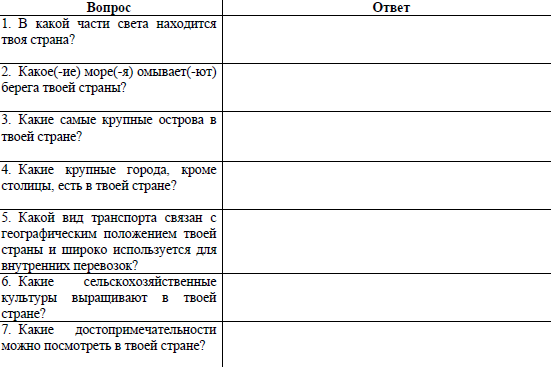 Вопрос Ответ
1. В какой части света находится
твоя страна?
2. Какое(-ие) море(-я) омывает(-ют)
берега твоей страны?
3. Какие самые крупные острова в
твоей стране?
4. Какие крупные города, кроме
столицы, есть в твоей стране?
5. Какой вид транспорта связан с
географическим положением твоей
страны и широко используется для
внутренних перевозок?
6. Какие сельскохозяйственные
культуры выращивают в твоей
стране?
7. Какие достопримечательности
можно посмотреть в твоей стране?